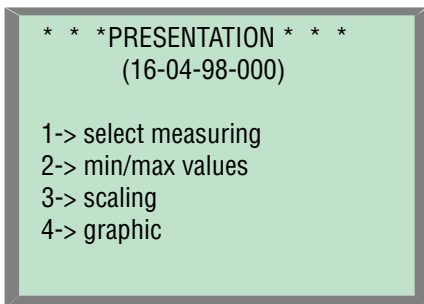 * * *PRESENTATION * * *
(16-04-98-000)
1-> select measuring
2-> min/max values
3-> scaling
4-> graphic